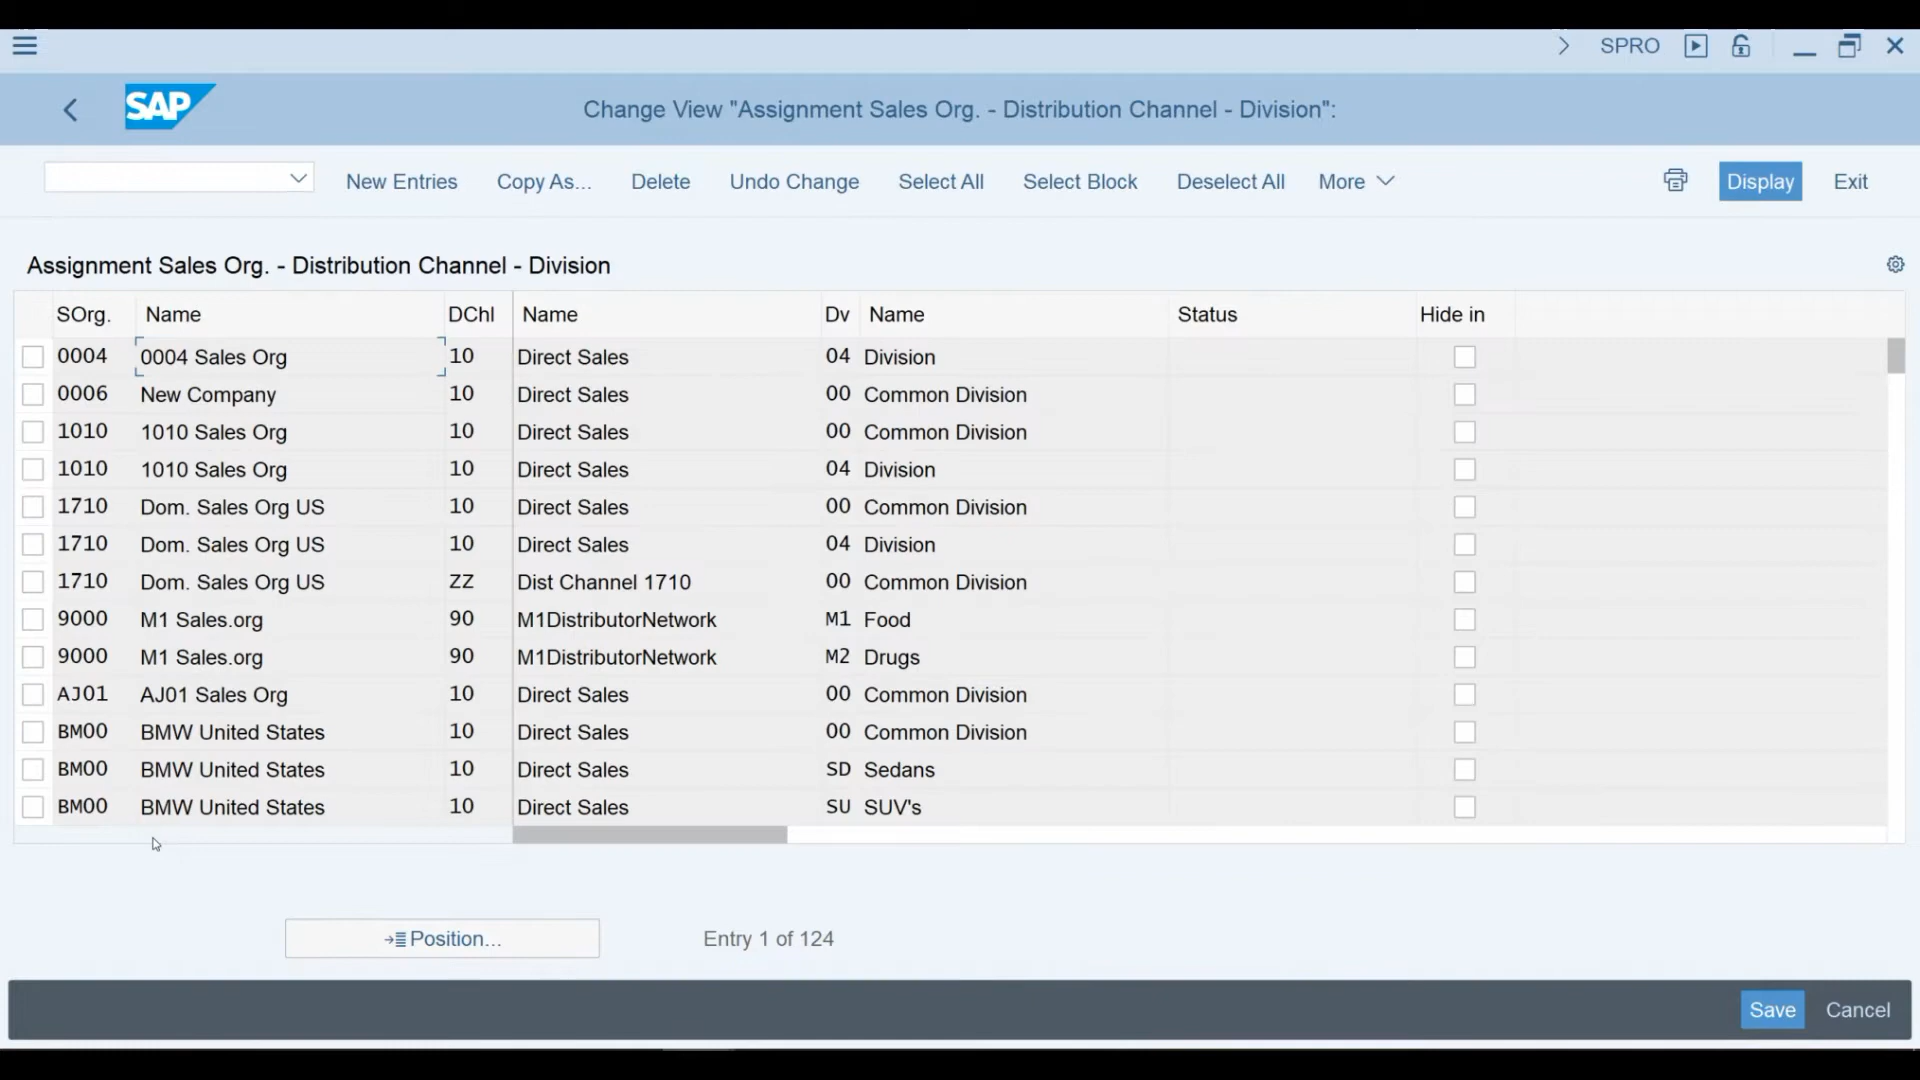 SPRO
SAP
Change View "Assignment Sales Org. - Distribution Channel - Division":
New Entries Copy As... Delete Undo Change Select All Select Block Deselect All More Display Exit
Assignment Sales Org. - Distribution Channel - Division
SOrg. Name DChl Name Dv Name Status Hide in
0004 0004 Sales Org 10 Direct Sales 04 Division
0006 New Company 10 Direct Sales 00 Common Division
1010 1010 Sales Org 10 Direct Sales 00 Common Division
1010 1010 Sales Org 10 Direct Sales 04 Division
1710 Dom. Sales Org US 10 Direct Sales 00 Common Division
1710 Dom. Sales Org US 10 Direct Sales 04 Division
1710 Dom. Sales Org US ZZ Dist Channel 1710 00 Common Division
9000 M1 Sales.org 90 M1DistributorNetwork M1 Food
9000 M1 Sales.org 90 M1DistributorNetwork M2 Drugs
AJ01 AJ01 Sales Org 10 Direct Sales 00 Common Division
BM00 BMW United States 10 Direct Sales 00 Common Division
BM00 BMW United States 10 Direct Sales SD Sedans
BM00 BMW United States 10 Direct Sales SU SUV's
Position... Entry 1 of 124
Save Cancel